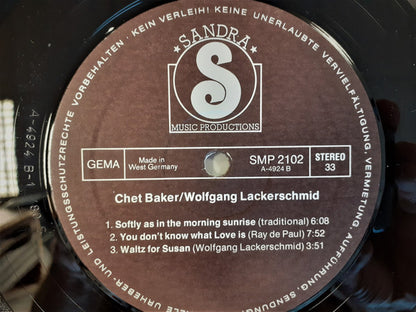 VORBEHALTEN · KEIN VERLEIH! KEINE UNERLAUBTE VERVIELFÄLTIGUNG, VERMIETUNG, AUFFÜHRUNG, SENDUNG
URHEBER- UND LEISTUNGSSCHUTZRECHTE
SANDRA
S
MUSIC PRODUCTIONS
GEMA
Made in
West Germany
SMP 2102
A-4924 B
STEREO
33
Chet Baker/Wolfgang Lackerschmid
1. Softly as in the morning sunrise (traditional) 6:08
2. You don't know what Love is (Ray de Paul) 7:52
3. Waltz for Susan (Wolfgang Lackerschmid) 3:51
A-4924 B-1